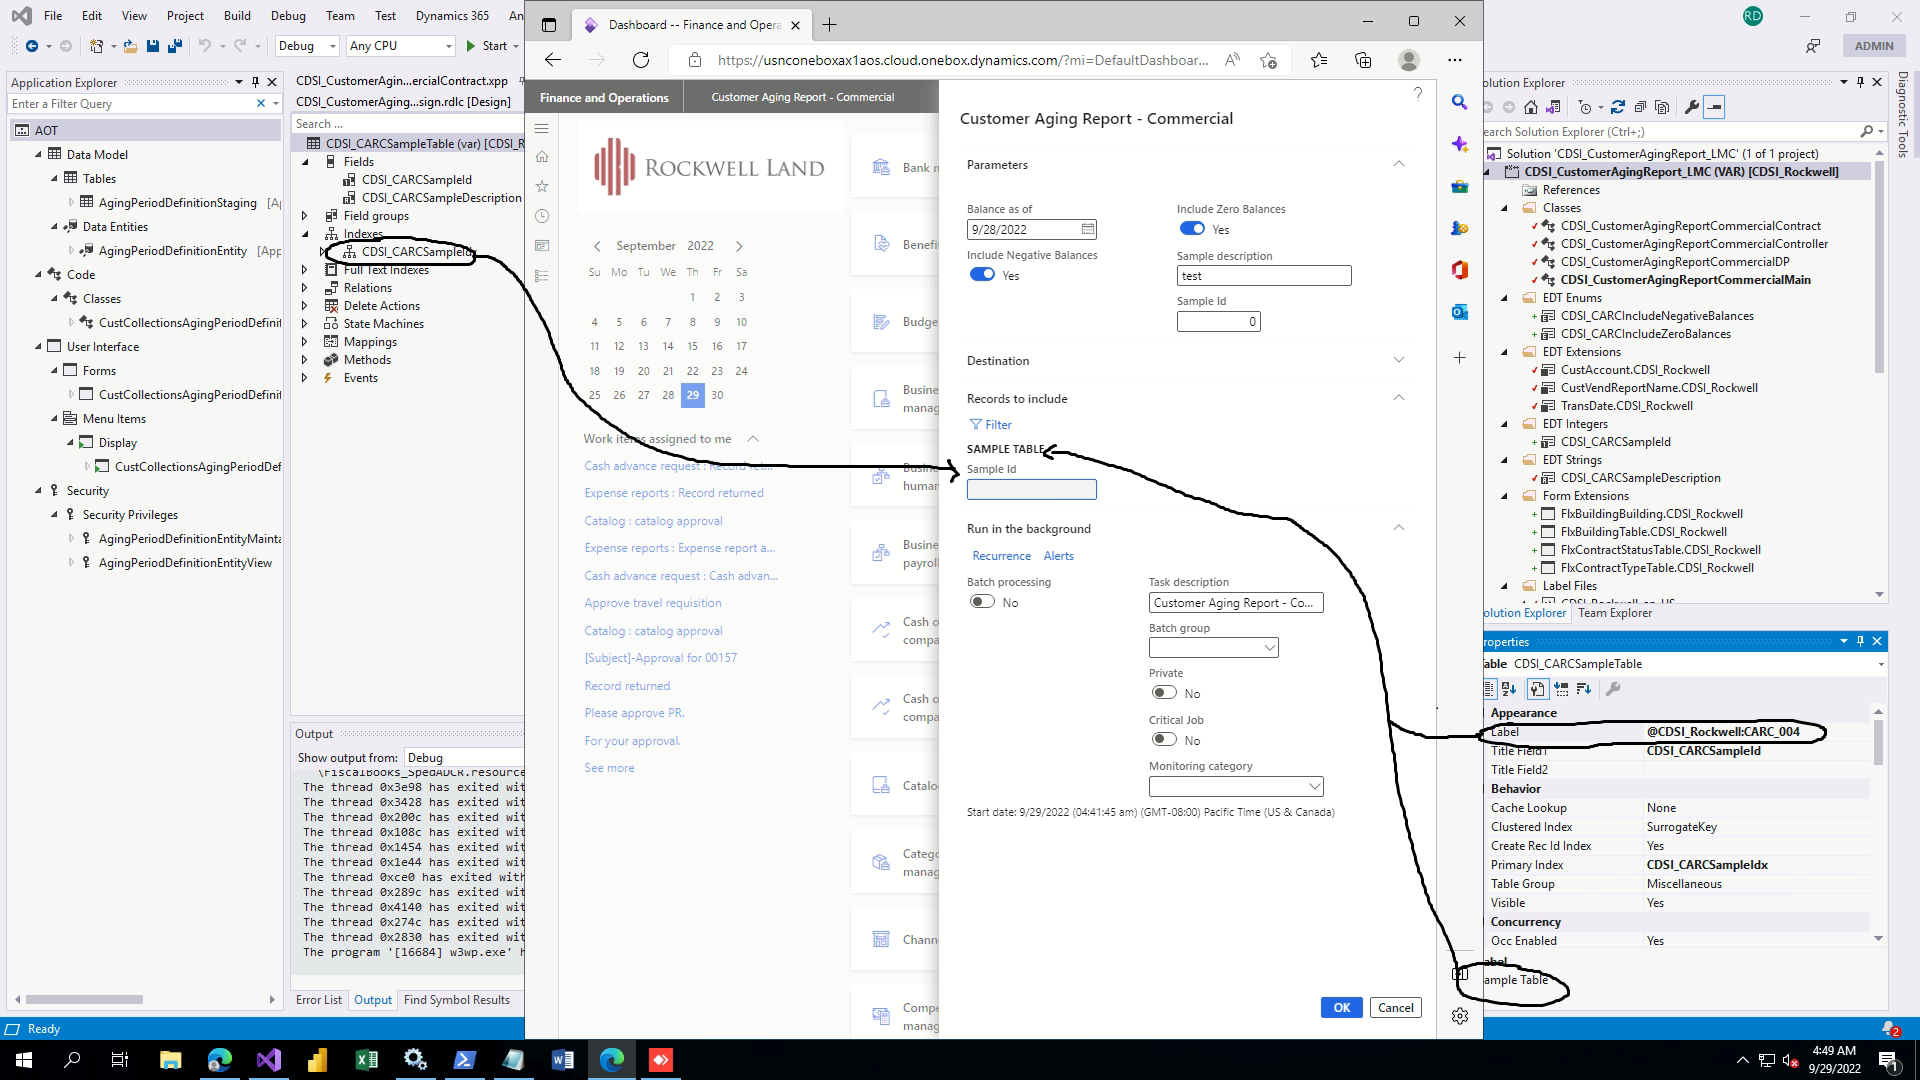 File Edit View Project Build Debug Team Test Dynamics 365
Debug Any CPU Start
Application Explorer
Enter a Filter Query
AOT
Data Model
Tables
AgingPeriodDefinitionStaging
Data Entities
AgingPeriodDefinitionEntity
Code
Classes
CustCollectionsAgingPeriodDefinit
User Interface
Forms
CustCollectionsAgingPeriodDefinit
Menu Items
Display
CustCollectionsAgingPeriodDef
Security
Security Privileges
AgingPeriodDefinitionEntityMainta
AgingPeriodDefinitionEntityView
CDSI_CustomerAgin...ercialContract.xpp
CDSI_CustomerAging...sign.rdlc [Design]
Search ...
CDSI_CARCSampleTable (var) [CDSI_R
Fields
CDSI_CARCSampleId
CDSI_CARCSampleDescription
Field groups
Indexes
CDSI_CARCSampleId
Full Text Indexes
Relations
Delete Actions
State Machines
Mappings
Methods
Events
Output
Show output from: Debug
\FiscalBooks_SpedADCR.resource
The thread 0x3e98 has exited wit
The thread 0x3428 has exited wit
The thread 0x200c has exited wit
The thread 0x108c has exited wit
The thread 0x1454 has exited wit
The thread 0x1e44 has exited wit
The thread 0xce0 has exited with
The thread 0x289c has exited wit
The thread 0x4140 has exited wit
The thread 0x274c has exited wit
The thread 0x2830 has exited wit
The program '[16684] w3wp.exe' h
Error List Output Find Symbol Results
Ready
Dashboard -- Finance and Opera
https://usnconeboxax1aos.cloud.onebox.dynamics.com/?mi=DefaultDashboar...
Finance and Operations Customer Aging Report - Commercial
ROCKWELL LAND
September 2022
Su Mo Tu We Th Fr Sa
1 2 3
4 5 6 7 8 9 10
11 12 13 14 15 16 17
18 19 20 21 22 23 24
25 26 27 28 29 30
Work items assigned to me
Cash advance request : Record ret...
Expense reports : Record returned
Catalog : catalog approval
Expense reports : Expense report a...
Cash advance request : Cash advan...
Approve travel requisition
Catalog : catalog approval
[Subject]-Approval for 00157
Record returned
Please approve PR.
For your approval.
See more
Bank m
Benefit
Budge
Busine
manag
Busine
human
Busine
payroll
Cash o
compa
Cash o
compa
Catalo
Catego
manag
Chann
Compe
manag
Customer Aging Report - Commercial
Parameters
Balance as of
9/28/2022
Include Zero Balances
Yes
Include Negative Balances
Yes
Sample description
test
Sample Id
0
Destination
Records to include
Filter
SAMPLE TABLE
Sample Id
Run in the background
Recurrence Alerts
Batch processing
No
Task description
Customer Aging Report - Co...
Batch group
Private
No
Critical Job
No
Monitoring category
Start date: 9/29/2022 (04:41:45 am) (GMT-08:00) Pacific Time (US & Canada)
OK Cancel
RD
ADMIN
Diagnostic Tools
olution Explorer
earch Solution Explorer (Ctrl+;)
Solution 'CDSI_CustomerAgingReport_LMC' (1 of 1 project)
CDSI_CustomerAgingReport_LMC (VAR) [CDSI_Rockwell]
References
Classes
CDSI_CustomerAgingReportCommercialContract
CDSI_CustomerAgingReportCommercialController
CDSI_CustomerAgingReportCommercialDP
CDSI_CustomerAgingReportCommercialMain
EDT Enums
CDSI_CARCIncludeNegativeBalances
CDSI_CARCIncludeZeroBalances
EDT Extensions
CustAccount.CDSI_Rockwell
CustVendReportName.CDSI_Rockwell
TransDate.CDSI_Rockwell
EDT Integers
CDSI_CARCSampleId
EDT Strings
CDSI_CARCSampleDescription
Form Extensions
FlxBuildingBuilding.CDSI_Rockwell
FlxBuildingTable.CDSI_Rockwell
FlxContractStatusTable.CDSI_Rockwell
FlxContractTypeTable.CDSI_Rockwell
Label Files
olution Explorer Team Explorer
roperties
able CDSI_CARCSampleTable
Appearance
Label @CDSI_Rockwell:CARC_004
Title Field1 CDSI_CARCSampleId
Title Field2
Behavior
Cache Lookup None
Clustered Index SurrogateKey
Create Rec Id Index Yes
Primary Index CDSI_CARCSampleIdx
Table Group Miscellaneous
Visible Yes
Concurrency
Occ Enabled Yes
abel
ample Table
2
4:49 AM
9/29/2022
1